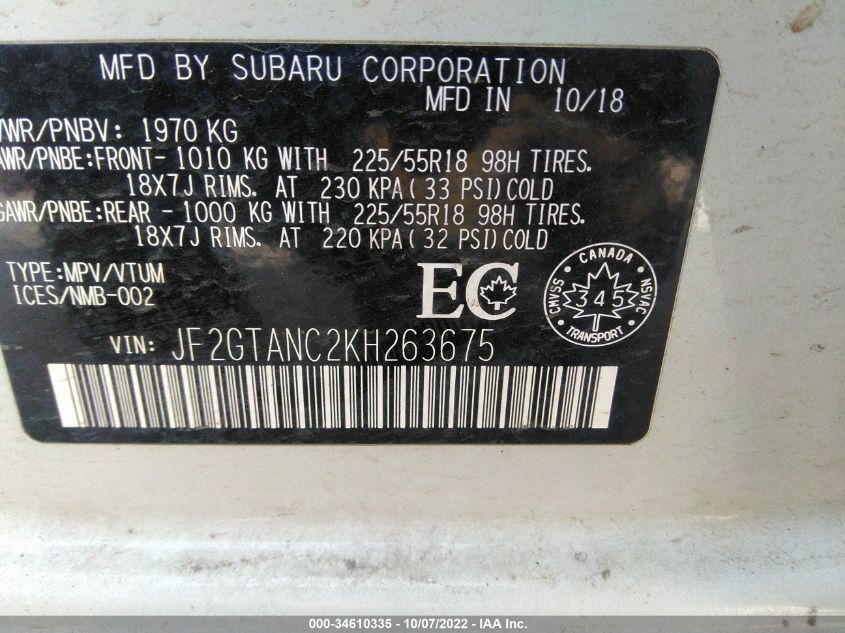 MFD BY SUBARU CORPORATION
MFD IN 10/18
VWR/PNBV: 1970 KG
AWR/PNBE:FRONT- 1010 KG WITH 225/55R18 98H TIRES.
18X7J RIMS. AT 230 KPA( 33 PSI)COLD
GAWR/PNBE:REAR - 1000 KG WITH 225/55R18 98H TIRES.
18X7J RIMS. AT 220 KPA( 32 PSI)COLD
TYPE:MPV/VTUM
ICES/NMB-002
EC
CANADA
CMVSS 345 NSVAC
TRANSPORT
VIN: JF2GTANC2KH263675
000-34610335 - 10/07/2022 - IAA Inc.